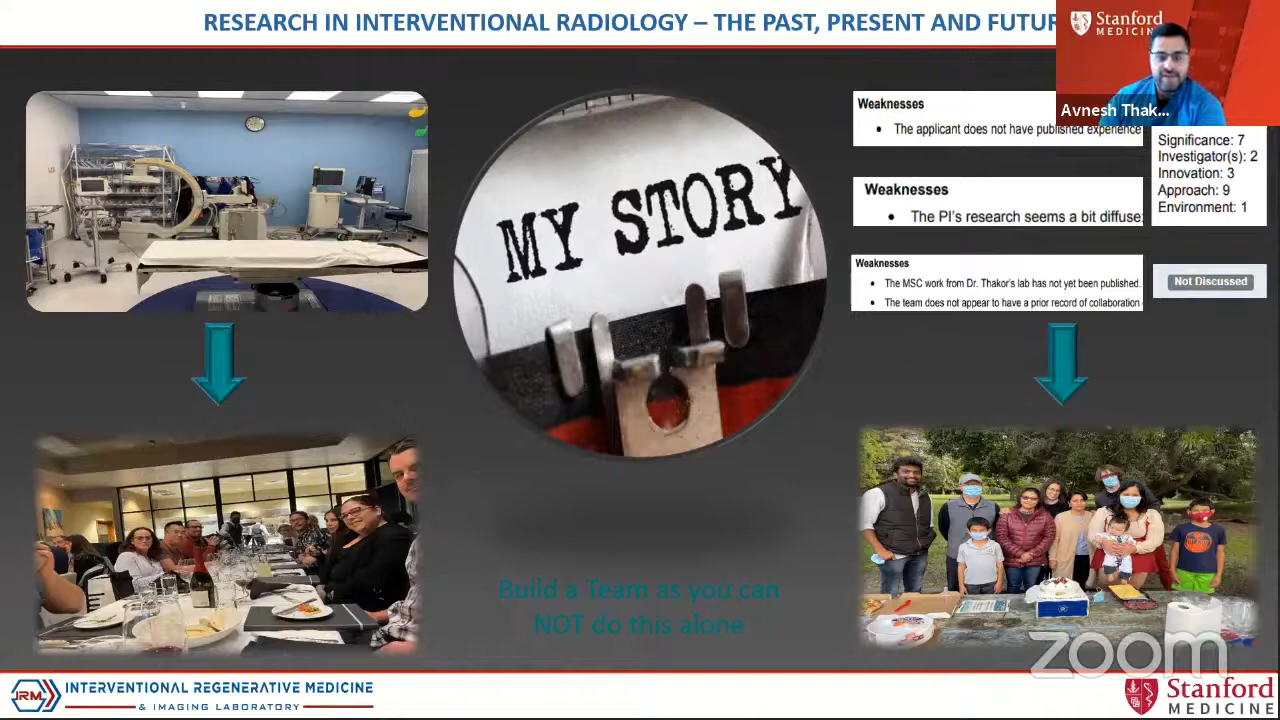 RESEARCH IN INTERVENTIONAL RADIOLOGY – THE PAST, PRESENT AND FUTUR
Stanford
MEDICINE
Avnesh Thak...
Weaknesses
• The applicant does not have published experience
Weaknesses
• The PI's research seems a bit diffuse:
Weaknesses
• The MSC work from Dr. Thakor's lab has not yet been published.
• The team does not appear to have a prior record of collaboration
Significance: 7
Investigator(s): 2
Innovation: 3
Approach: 9
Environment: 1
Not Discussed
MY STORY
Build a Team as you can
NOT do this alone
zoom
IRML
INTERVENTIONAL REGENERATIVE MEDICINE
& IMAGING LABORATORY
Stanford
MEDICINE